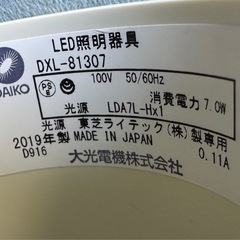 LED照明器具
DAIKO DXL-81307
PS E 100V 50/60Hz
光源 LDA7L-Hx1 消費電力 7.0W
光源 東芝ライテック(株)製専用
2019年製 MADE IN JAPAN 0.11A
D916 大光電機株式会社